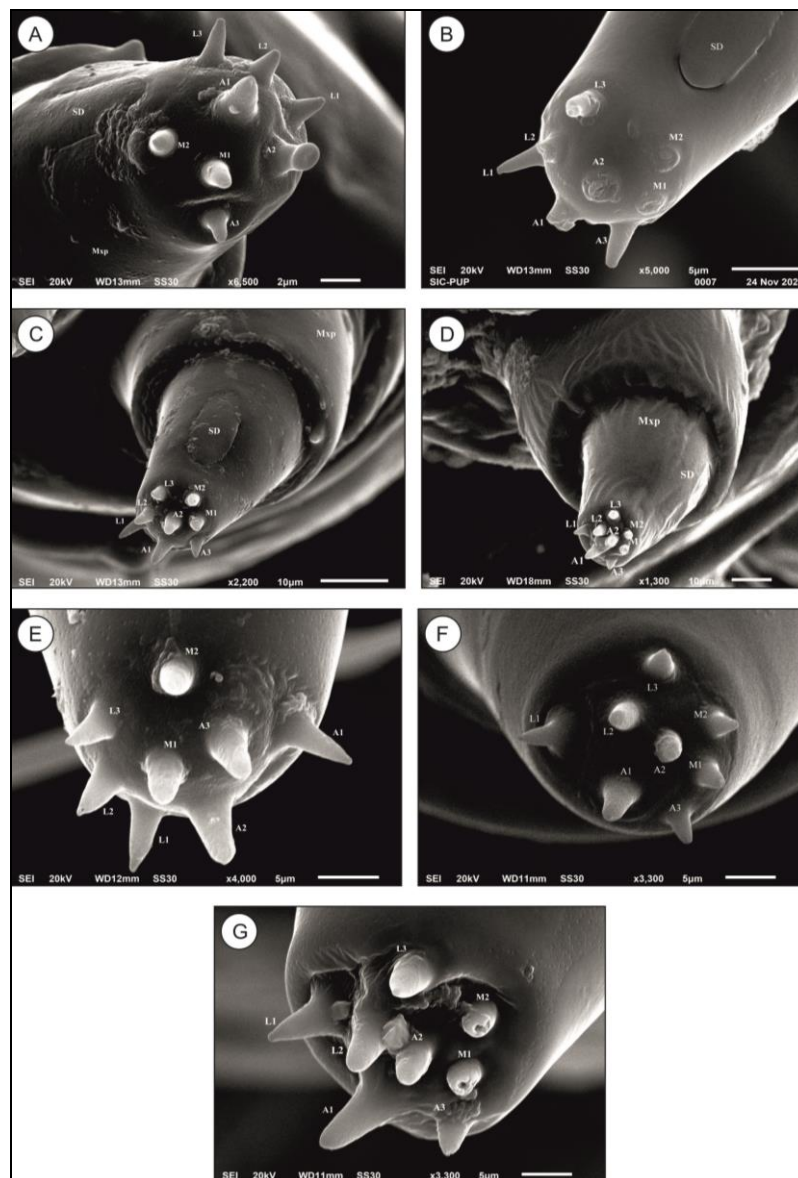 A
L3
L2
A1
L1
SD
M2
A2
M1
A3
Mxp
SEI 20kV WD13mm SS30 x6,500 2µm
B
SD
L3
L2
M2
A2
L1
M1
A1
A3
SEI 20kV WD13mm SS30 x5,000 5µm
SIC-PUP 0007 24 Nov 202
C
Mxp
SD
L3
M2
L2
L1
A2
M1
A1
A3
SEI 20kV WD13mm SS30 x2,200 10µm
D
Mxp
SD
L3
L2
A2
M2
L1
M1
A1
A3
SEI 20kV WD18mm SS30 x1,300 10µm
E
M2
L3
A3
A1
M1
L2
L1
A2
SEI 20kV WD12mm SS30 x4,000 5µm
F
L3
L1
M2
L2
M1
A2
A1
A3
SEI 20kV WD11mm SS30 x3,300 5µm
G
L3
M2
L1
A2
L2
M1
A1
A3
SEI 20kV WD11mm SS30 x3,300 5µm